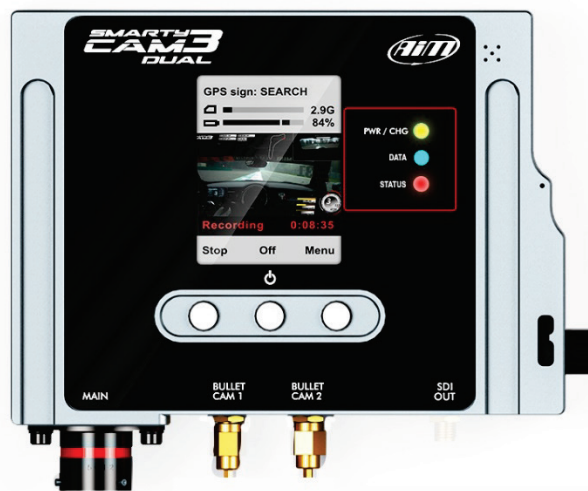 SMARTY
CAM3
DUAL
AiM
GPS sign: SEARCH
2.9G
84%
PWR / CHG
DATA
STATUS
Recording 0:08:35
Stop Off Menu
MAIN
BULLET
CAM 1
BULLET
CAM 2
SDI
OUT